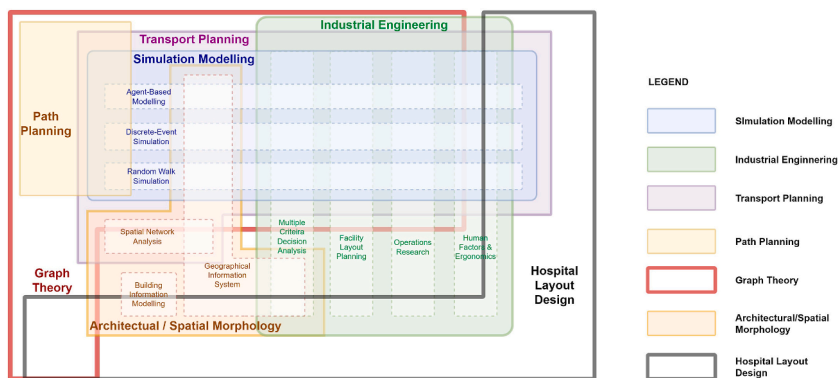 Industrial Engineering
Transport Planning
Simulation Modelling
Agent-Based
Modelling
Path
Planning
Discrete-Event
Simulation
Random Walk
Simulation
Spatial Network
Analysis
Multiple
Criteira
Decision
Analysis
Facility
Layout
Planning
Operations
Research
Human
Factor &
Ergonomics
Graph
Theory
Geographical
Information
System
Building
Information
Modelling
Hospital
Layout
Design
Architectual / Spatial Morphology
LEGEND
SImulation Modelling
Industrial Enginnering
Transport Planning
Path Planning
Graph Theory
Architectural/Spatial
Morphology
Hospital Layout
Design